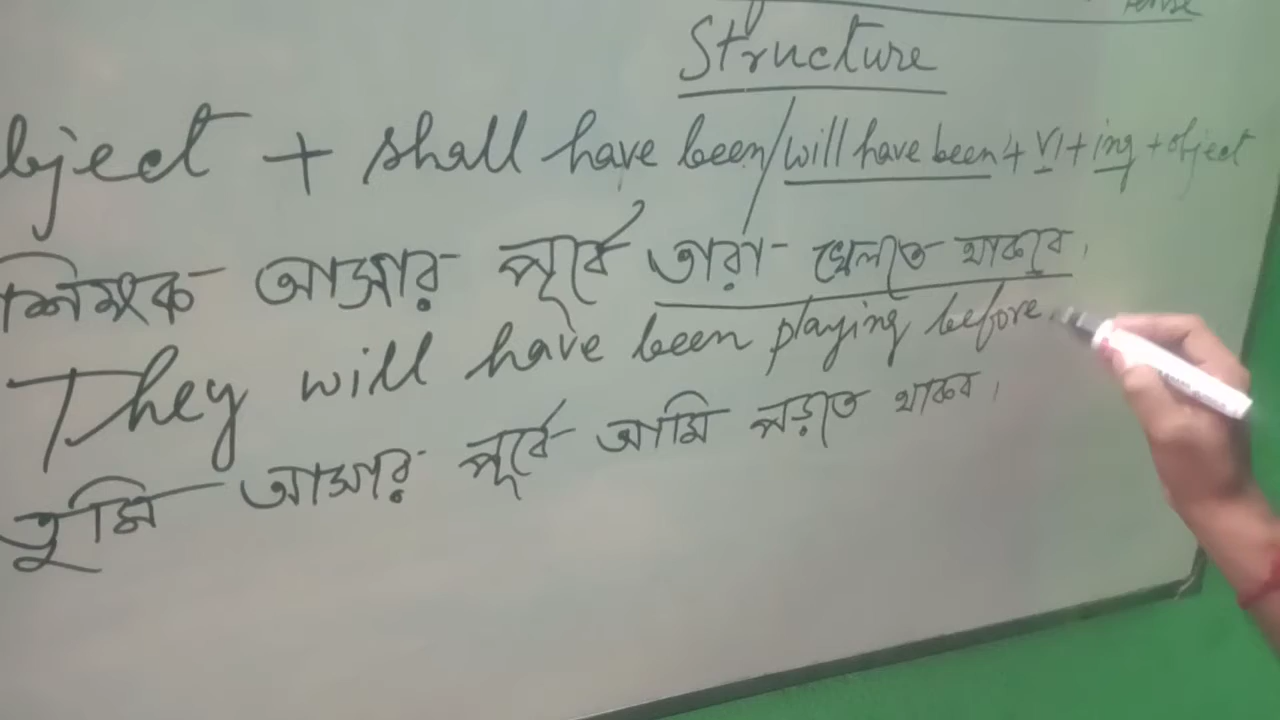 Structure
bject + shall have been/will have been + V1 + ing + object
শিক্ষক আসার পূর্বে তারা খেলতে থাকবে।
They will have been playing before
তুমি আসার পূর্বে আমি পড়তে থাকব।